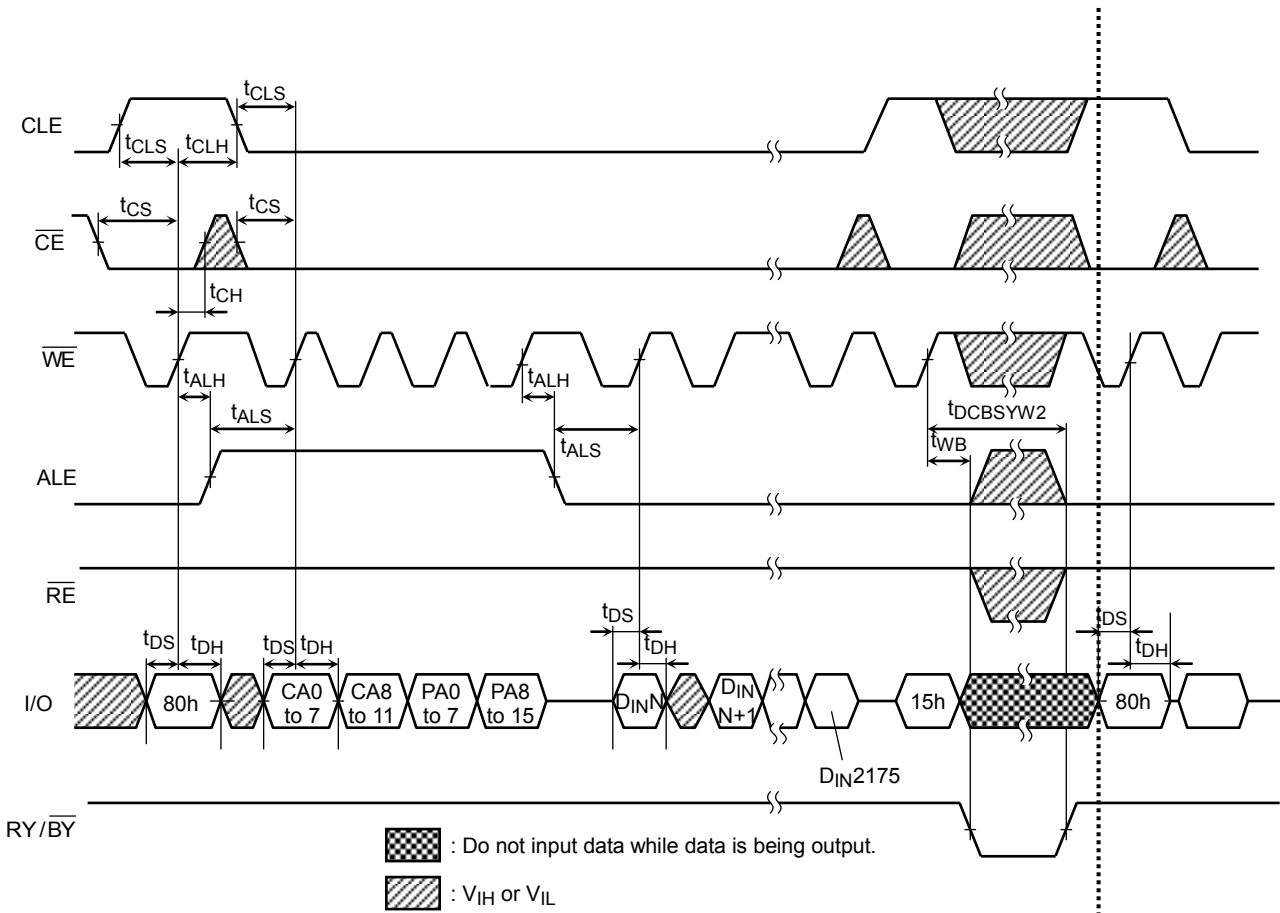 tCLS
CLE
tCLS tCLH
tCS tCS
CE
tCH
WE
tALH tALH
tDCBSYW2
tALS tALS
tWB
ALE
RE
tDS tDS
tDS tDH tDS tDH tDH tDH
I/O
80h
CA0
to 7
CA8
to 11
PA0
to 7
PA8
to 15
DINN
DIN
N+1
15h
80h
DIN2175
RY/BY
: Do not input data while data is being output.
: VIH or VIL